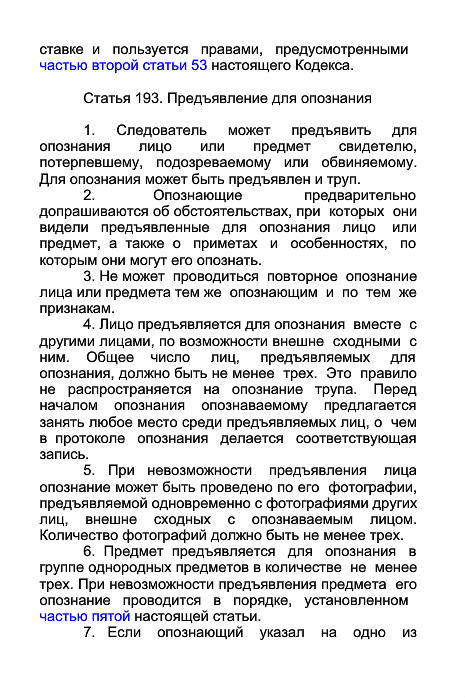 ставке и пользуется правами, предусмотренными
частью второй статьи 53 настоящего Кодекса.
Статья 193. Предъявление для опознания
1. Следователь может предъявить для
опознания лицо или предмет свидетелю,
потерпевшему, подозреваемому или обвиняемому.
Для опознания может быть предъявлен и труп.
2. Опознающие предварительно
допрашиваются об обстоятельствах, при которых они
видели предъявленные для опознания лицо или
предмет, а также о приметах и особенностях, по
которым они могут его опознать.
3. Не может проводиться повторное опознание
лица или предмета тем же опознающим и по тем же
признакам.
4. Лицо предъявляется для опознания вместе с
другими лицами, по возможности внешне сходными с
ним. Общее число лиц, предъявляемых для
опознания, должно быть не менее трех. Это правило
не распространяется на опознание трупа. Перед
началом опознания опознаваемому предлагается
занять любое место среди предъявляемых лиц, о чем
в протоколе опознания делается соответствующая
запись.
5. При невозможности предъявления лица
опознание может быть проведено по его фотографии,
предъявляемой одновременно с фотографиями других
лиц, внешне сходных с опознаваемым лицом.
Количество фотографий должно быть не менее трех.
6. Предмет предъявляется для опознания в
группе однородных предметов в количестве не менее
трех. При невозможности предъявления предмета его
опознание проводится в порядке, установленном
частью пятой настоящей статьи.
7. Если опознающий указал на одно из